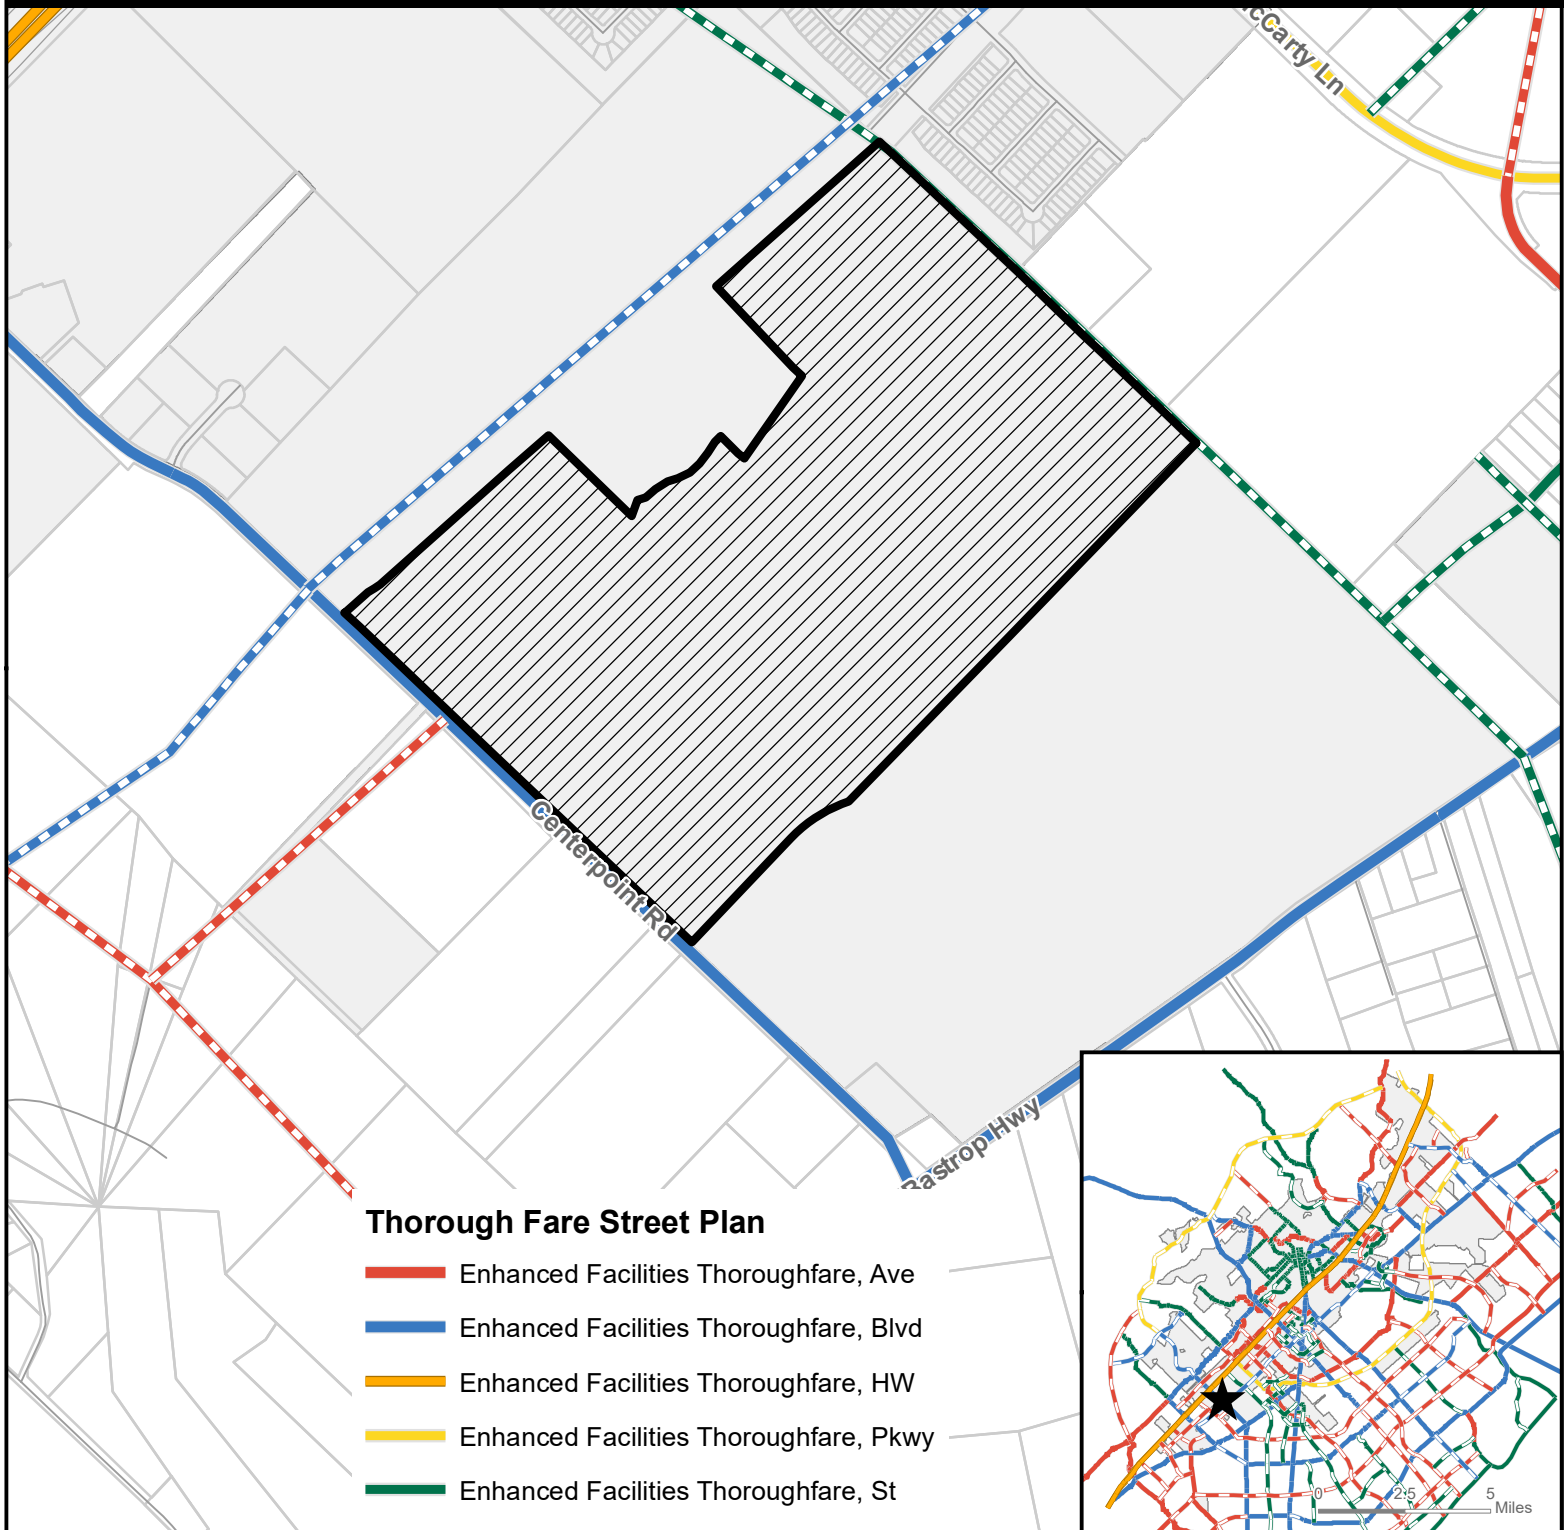 cCarty Ln
Centerpoint Rd
Bastrop Hwy
Thorough Fare Street Plan
Enhanced Facilities Thoroughfare, Ave
Enhanced Facilities Thoroughfare, Blvd
Enhanced Facilities Thoroughfare, HW
Enhanced Facilities Thoroughfare, Pkwy
Enhanced Facilities Thoroughfare, St
0 2.5 5
Miles